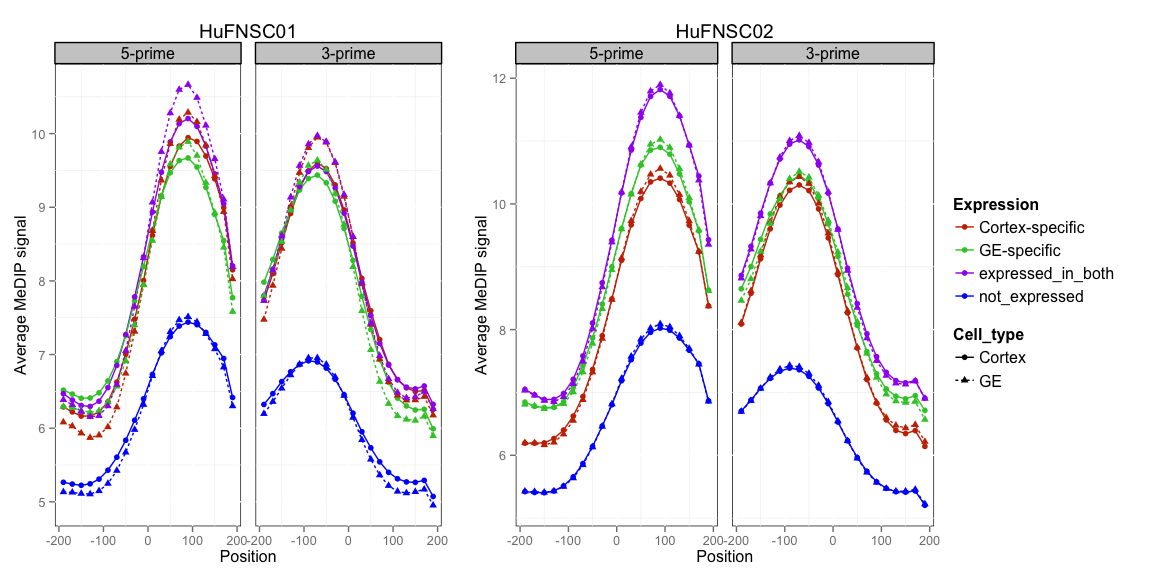 HuFNSC01
5-prime
3-prime
Average MeDIP signal
10
9
8
7
6
5
-200 -100 0 100 200
-200 -100 0 100 200
Position
HuFNSC02
5-prime
3-prime
Average MeDIP signal
12
10
8
6
-200 -100 0 100 200
-200 -100 0 100 200
Position
Expression
Cortex-specific
GE-specific
expressed_in_both
not_expressed
Cell_type
Cortex
GE